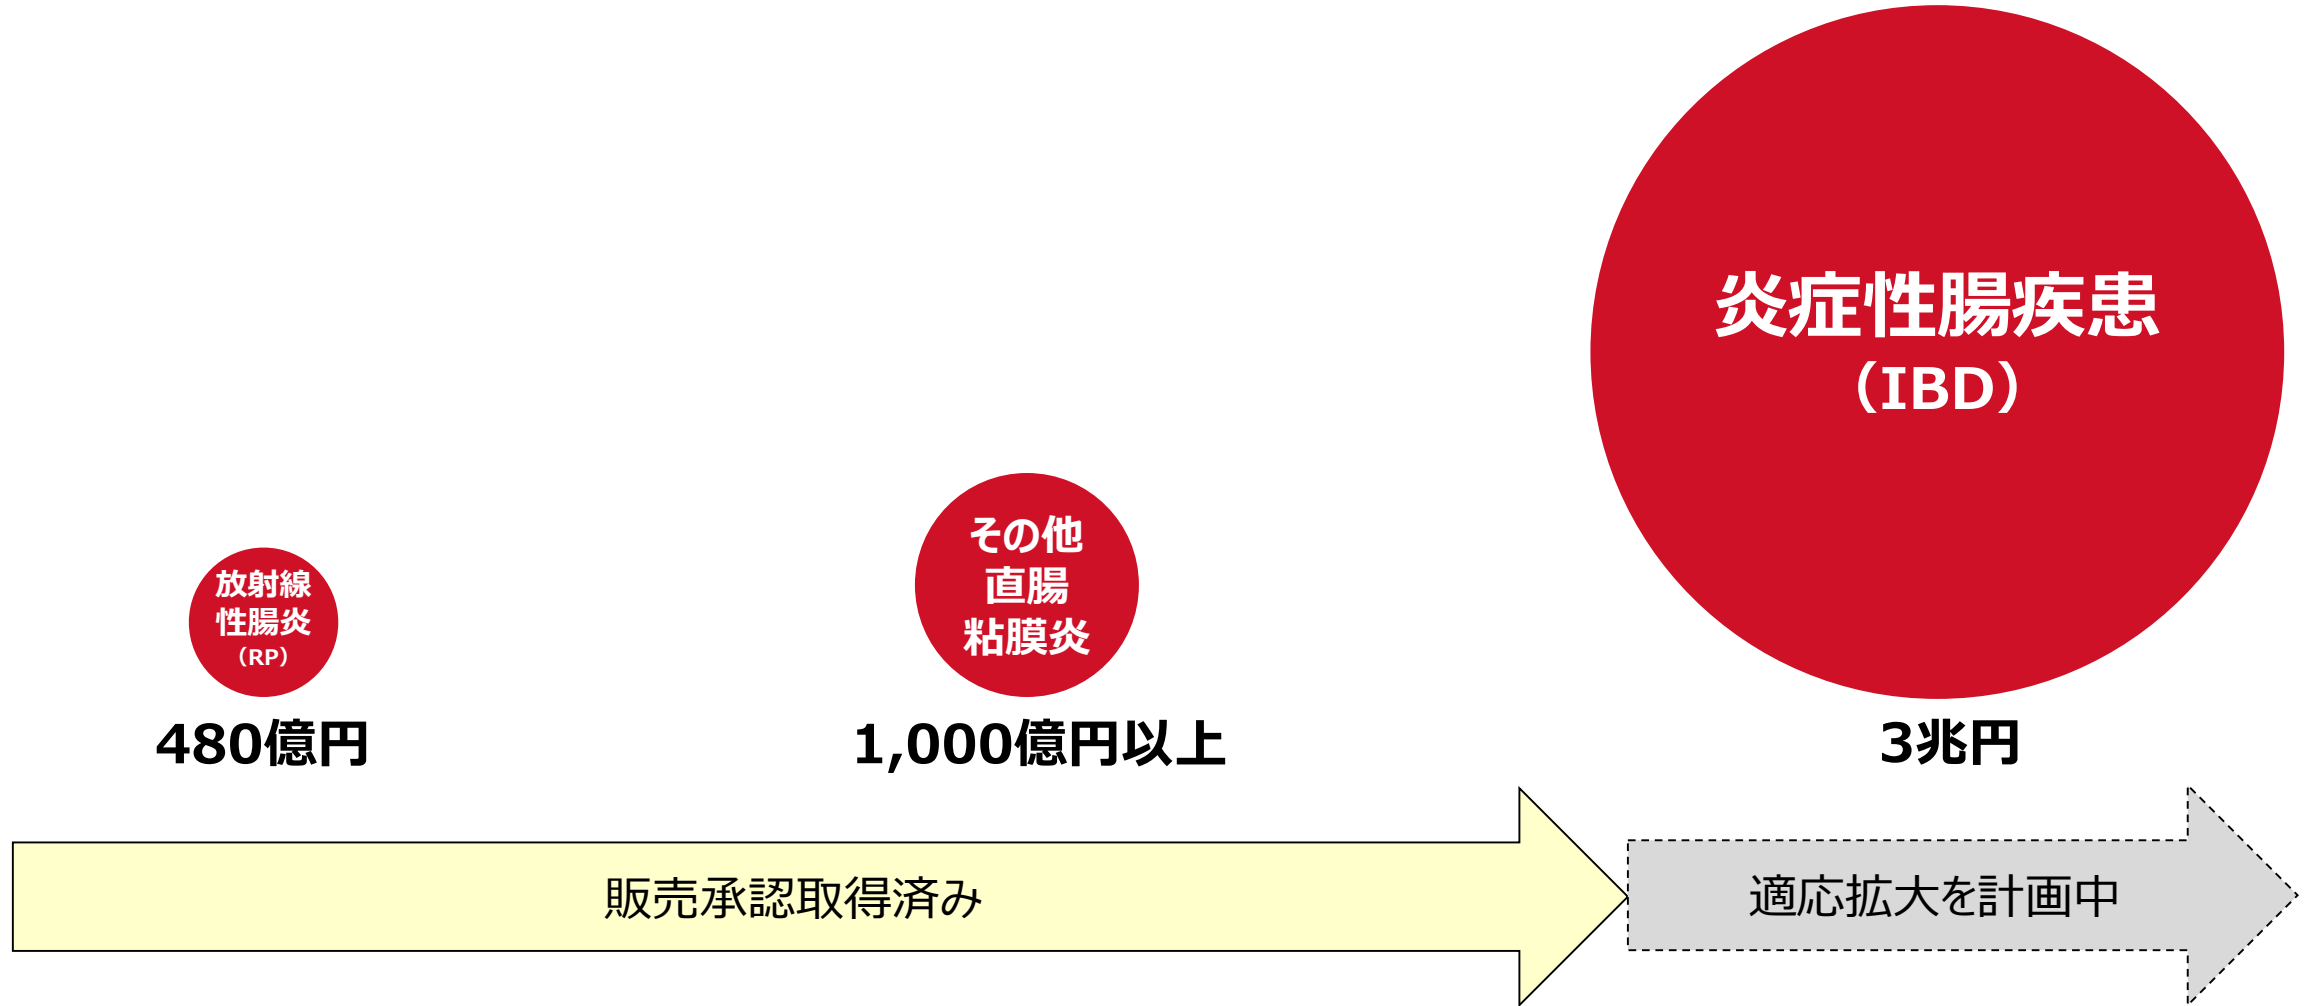 放射線
性腸炎
（RP）
480億円
その他
直腸
粘膜炎
1,000億円以上
炎症性腸疾患
（IBD）
3兆円
販売承認取得済み
適応拡大を計画中